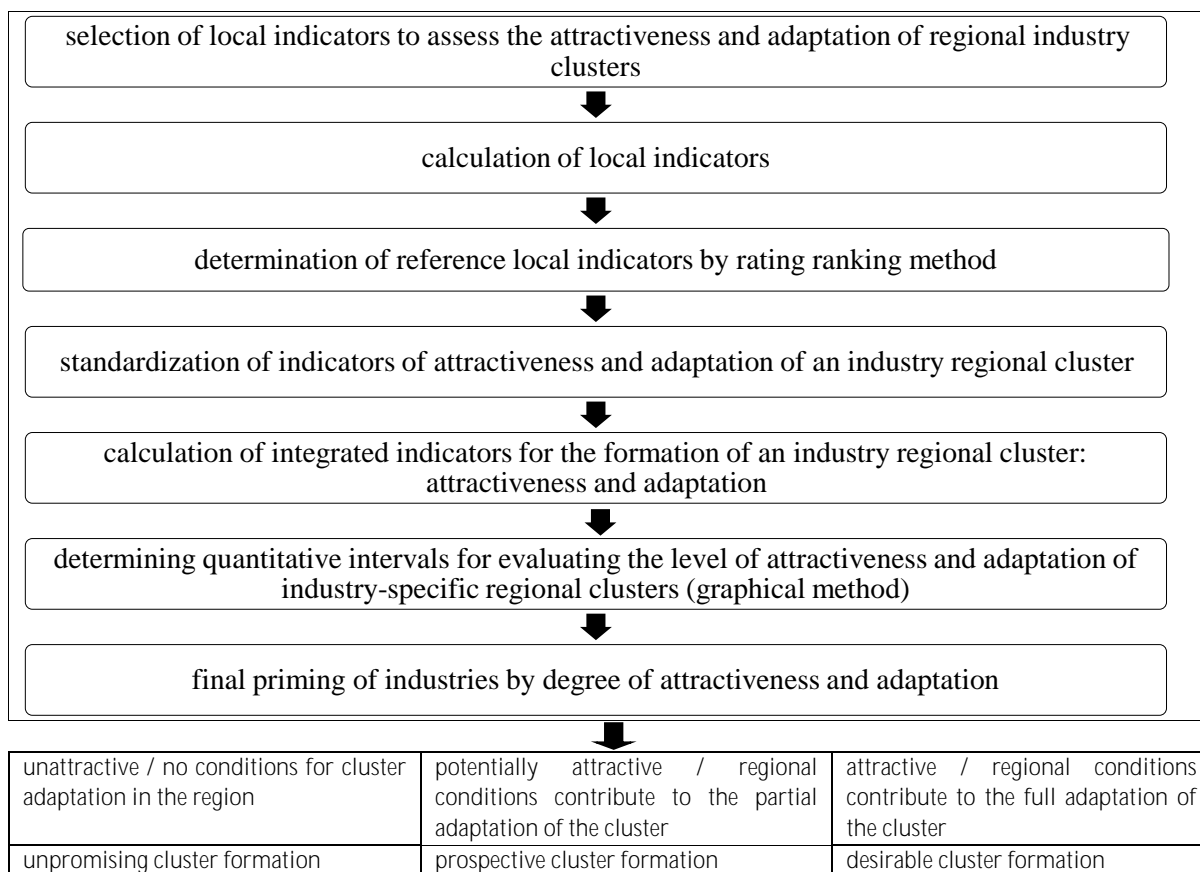 selection of local indicators to assess the attractiveness and adaptation of regional industry
clusters
calculation of local indicators
determination of reference local indicators by rating ranking method
standardization of indicators of attractiveness and adaptation of an industry regional cluster
calculation of integrated indicators for the formation of an industry regional cluster:
attractiveness and adaptation
determining quantitative intervals for evaluating the level of attractiveness and adaptation of
industry-specific regional clusters (graphical method)
final priming of industries by degree of attractiveness and adaptation
unattractive / no conditions for cluster
adaptation in the region
potentially attractive / regional
conditions contribute to the partial
adaptation of the cluster
attractive / regional conditions
contribute to the full adaptation of
the cluster
unpromising cluster formation
prospective cluster formation
desirable cluster formation